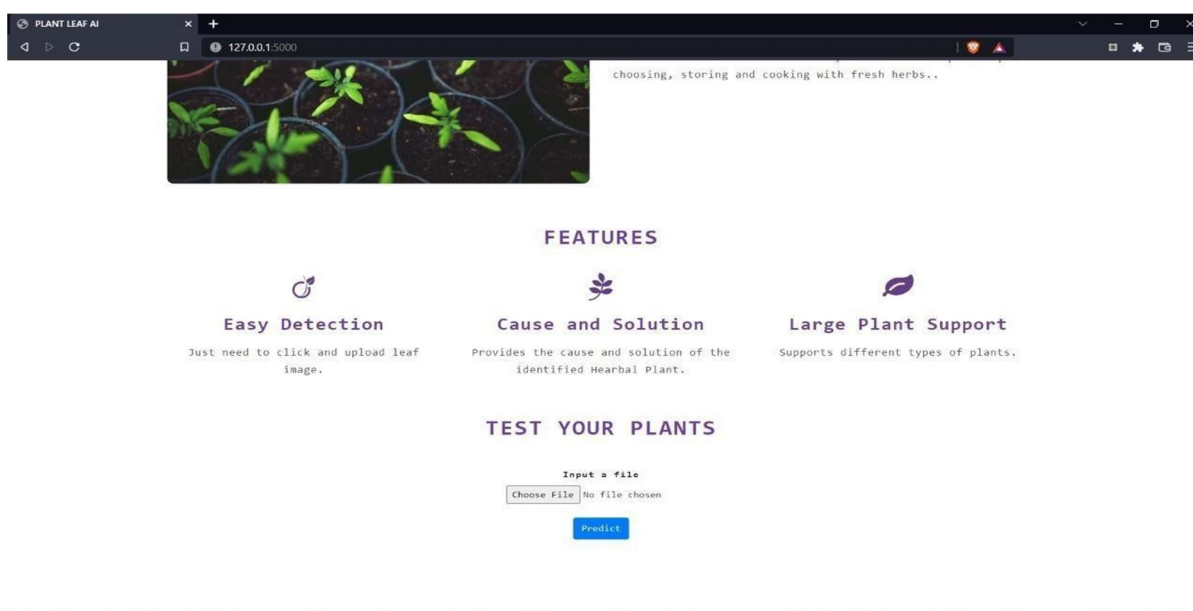 PLANT LEAF AI
127.0.0.1:5000
choosing, storing and cooking with fresh herbs..
FEATURES
Easy Detection
Just need to click and upload leaf
image.
Cause and Solution
Provides the cause and solution of the
identified Hearbal Plant.
Large Plant Support
Supports different types of plants.
TEST YOUR PLANTS
Input a file
Choose File No file chosen
Predict